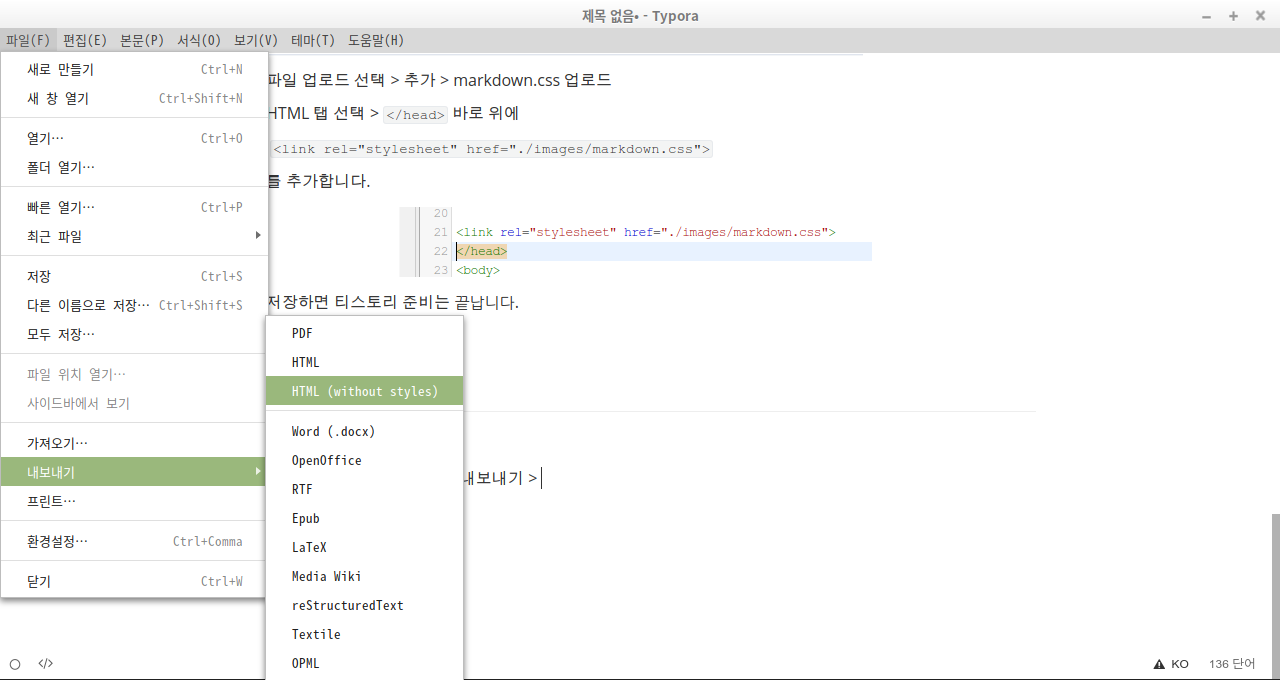 제목 없음• - Typora
파일(F) 편집(E) 본문(P) 서식(O) 보기(V) 테마(T) 도움말(H)
새로 만들기 Ctrl+N
새 창 열기 Ctrl+Shift+N
열기… Ctrl+O
폴더 열기…
빠른 열기… Ctrl+P
최근 파일
저장 Ctrl+S
다른 이름으로 저장… Ctrl+Shift+S
모두 저장…
파일 위치 열기…
사이드바에서 보기
가져오기…
내보내기
프린트…
환경설정… Ctrl+Comma
닫기 Ctrl+W
PDF
HTML
HTML (without styles)
Word (.docx)
OpenOffice
RTF
Epub
LaTeX
Media Wiki
reStructuredText
Textile
OPML
파일 업로드 선택 > 추가 > markdown.css 업로드
HTML 탭 선택 > </head> 바로 위에
<link rel="stylesheet" href="./images/markdown.css">
를 추가합니다.
20
21 <link rel="stylesheet" href="./images/markdown.css">
22 </head>
23 <body>
저장하면 티스토리 준비는 끝납니다.
내보내기 >
</> KO 136 단어